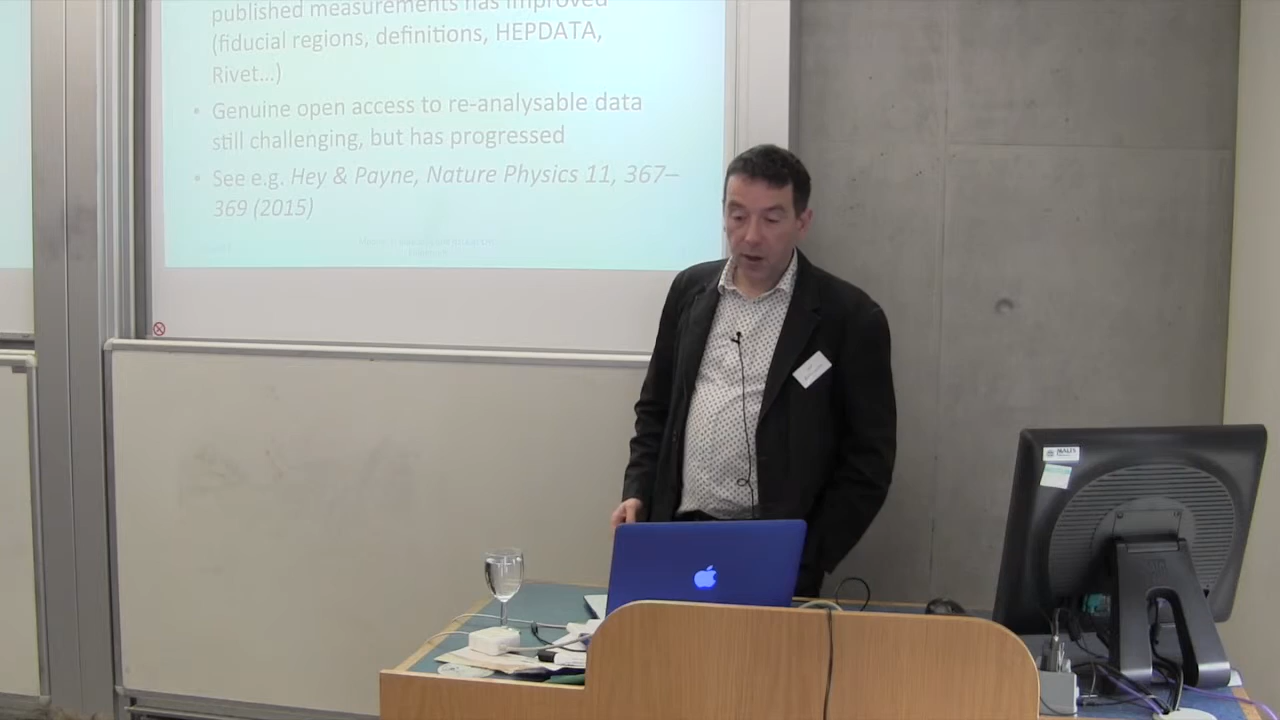 published measurements has improved
(fiducial regions, definitions, HEPDATA,
Rivet...)
• Genuine open access to re-analysable data
still challenging, but has progressed
• See e.g. Hey & Payne, Nature Physics 11, 367–
369 (2015)